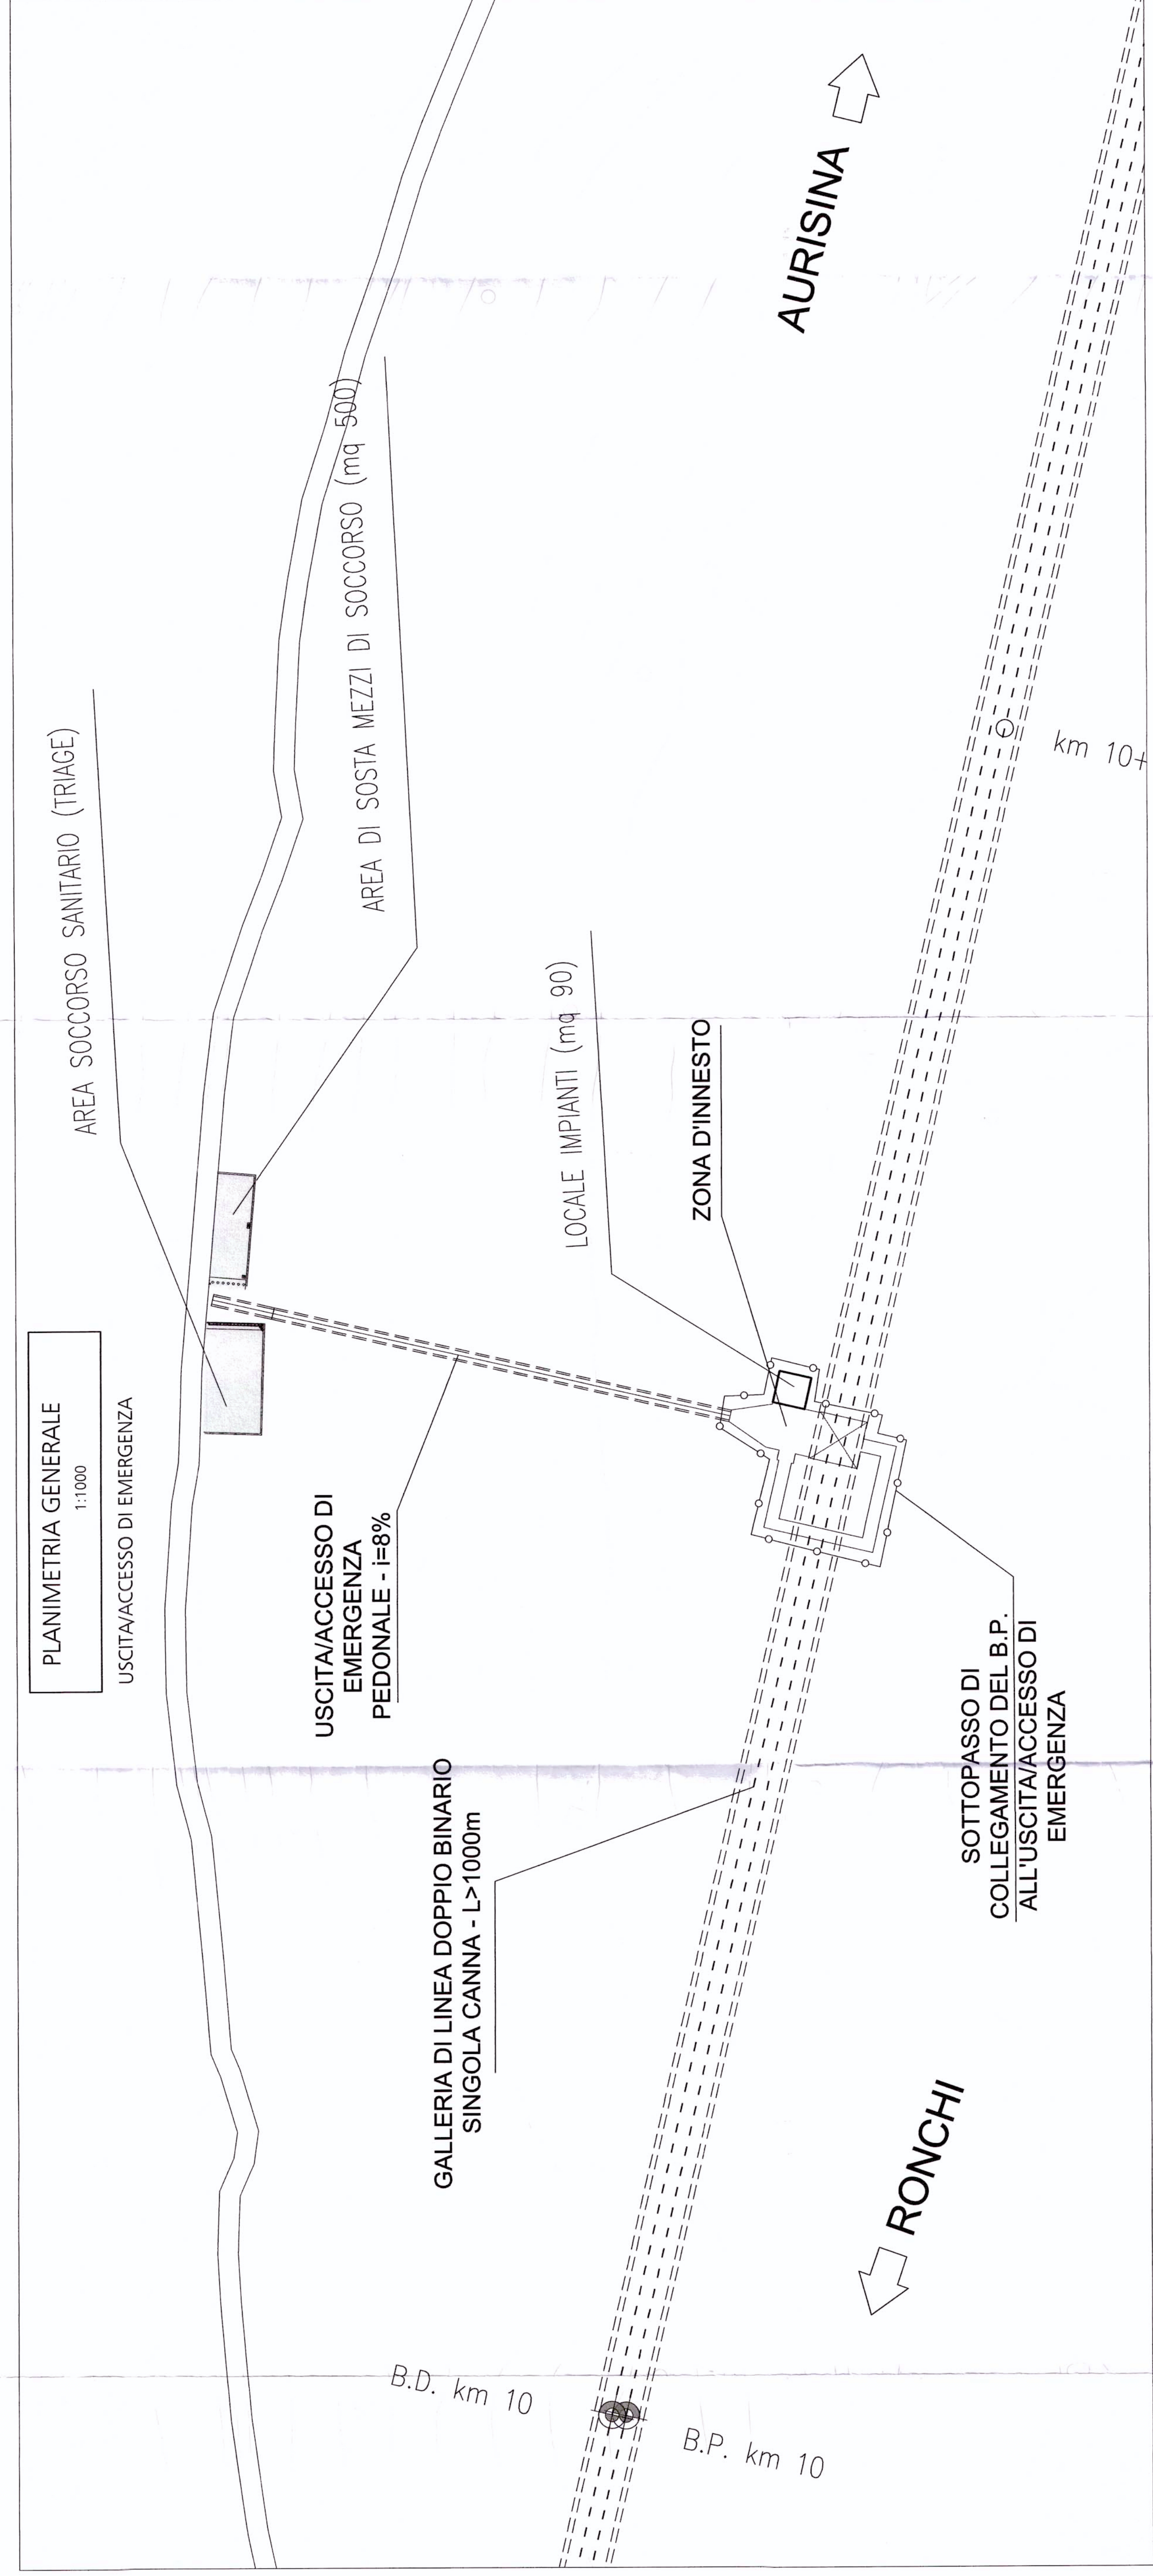 PLANIMETRIA GENERALE
1:1000
USCITA/ACCESSO DI EMERGENZA
AREA SOCCORSO SANITARIO (TRIAGE)
AREA DI SOSTA MEZZI DI SOCCORSO (mq 500)
USCITA/ACCESSO DI
EMERGENZA
PEDONALE - i=8%
LOCALE IMPIANTI (mq 90)
ZONA D'INNESTO
GALLERIA DI LINEA DOPPIO BINARIO
SINGOLA CANNA - L>1000m
SOTTOPASSO DI
COLLEGAMENTO DEL B.P.
ALL'USCITA/ACCESSO DI
EMERGENZA
AURISINA
RONCHI
B.D. km 10
B.P. km 10
km 10+